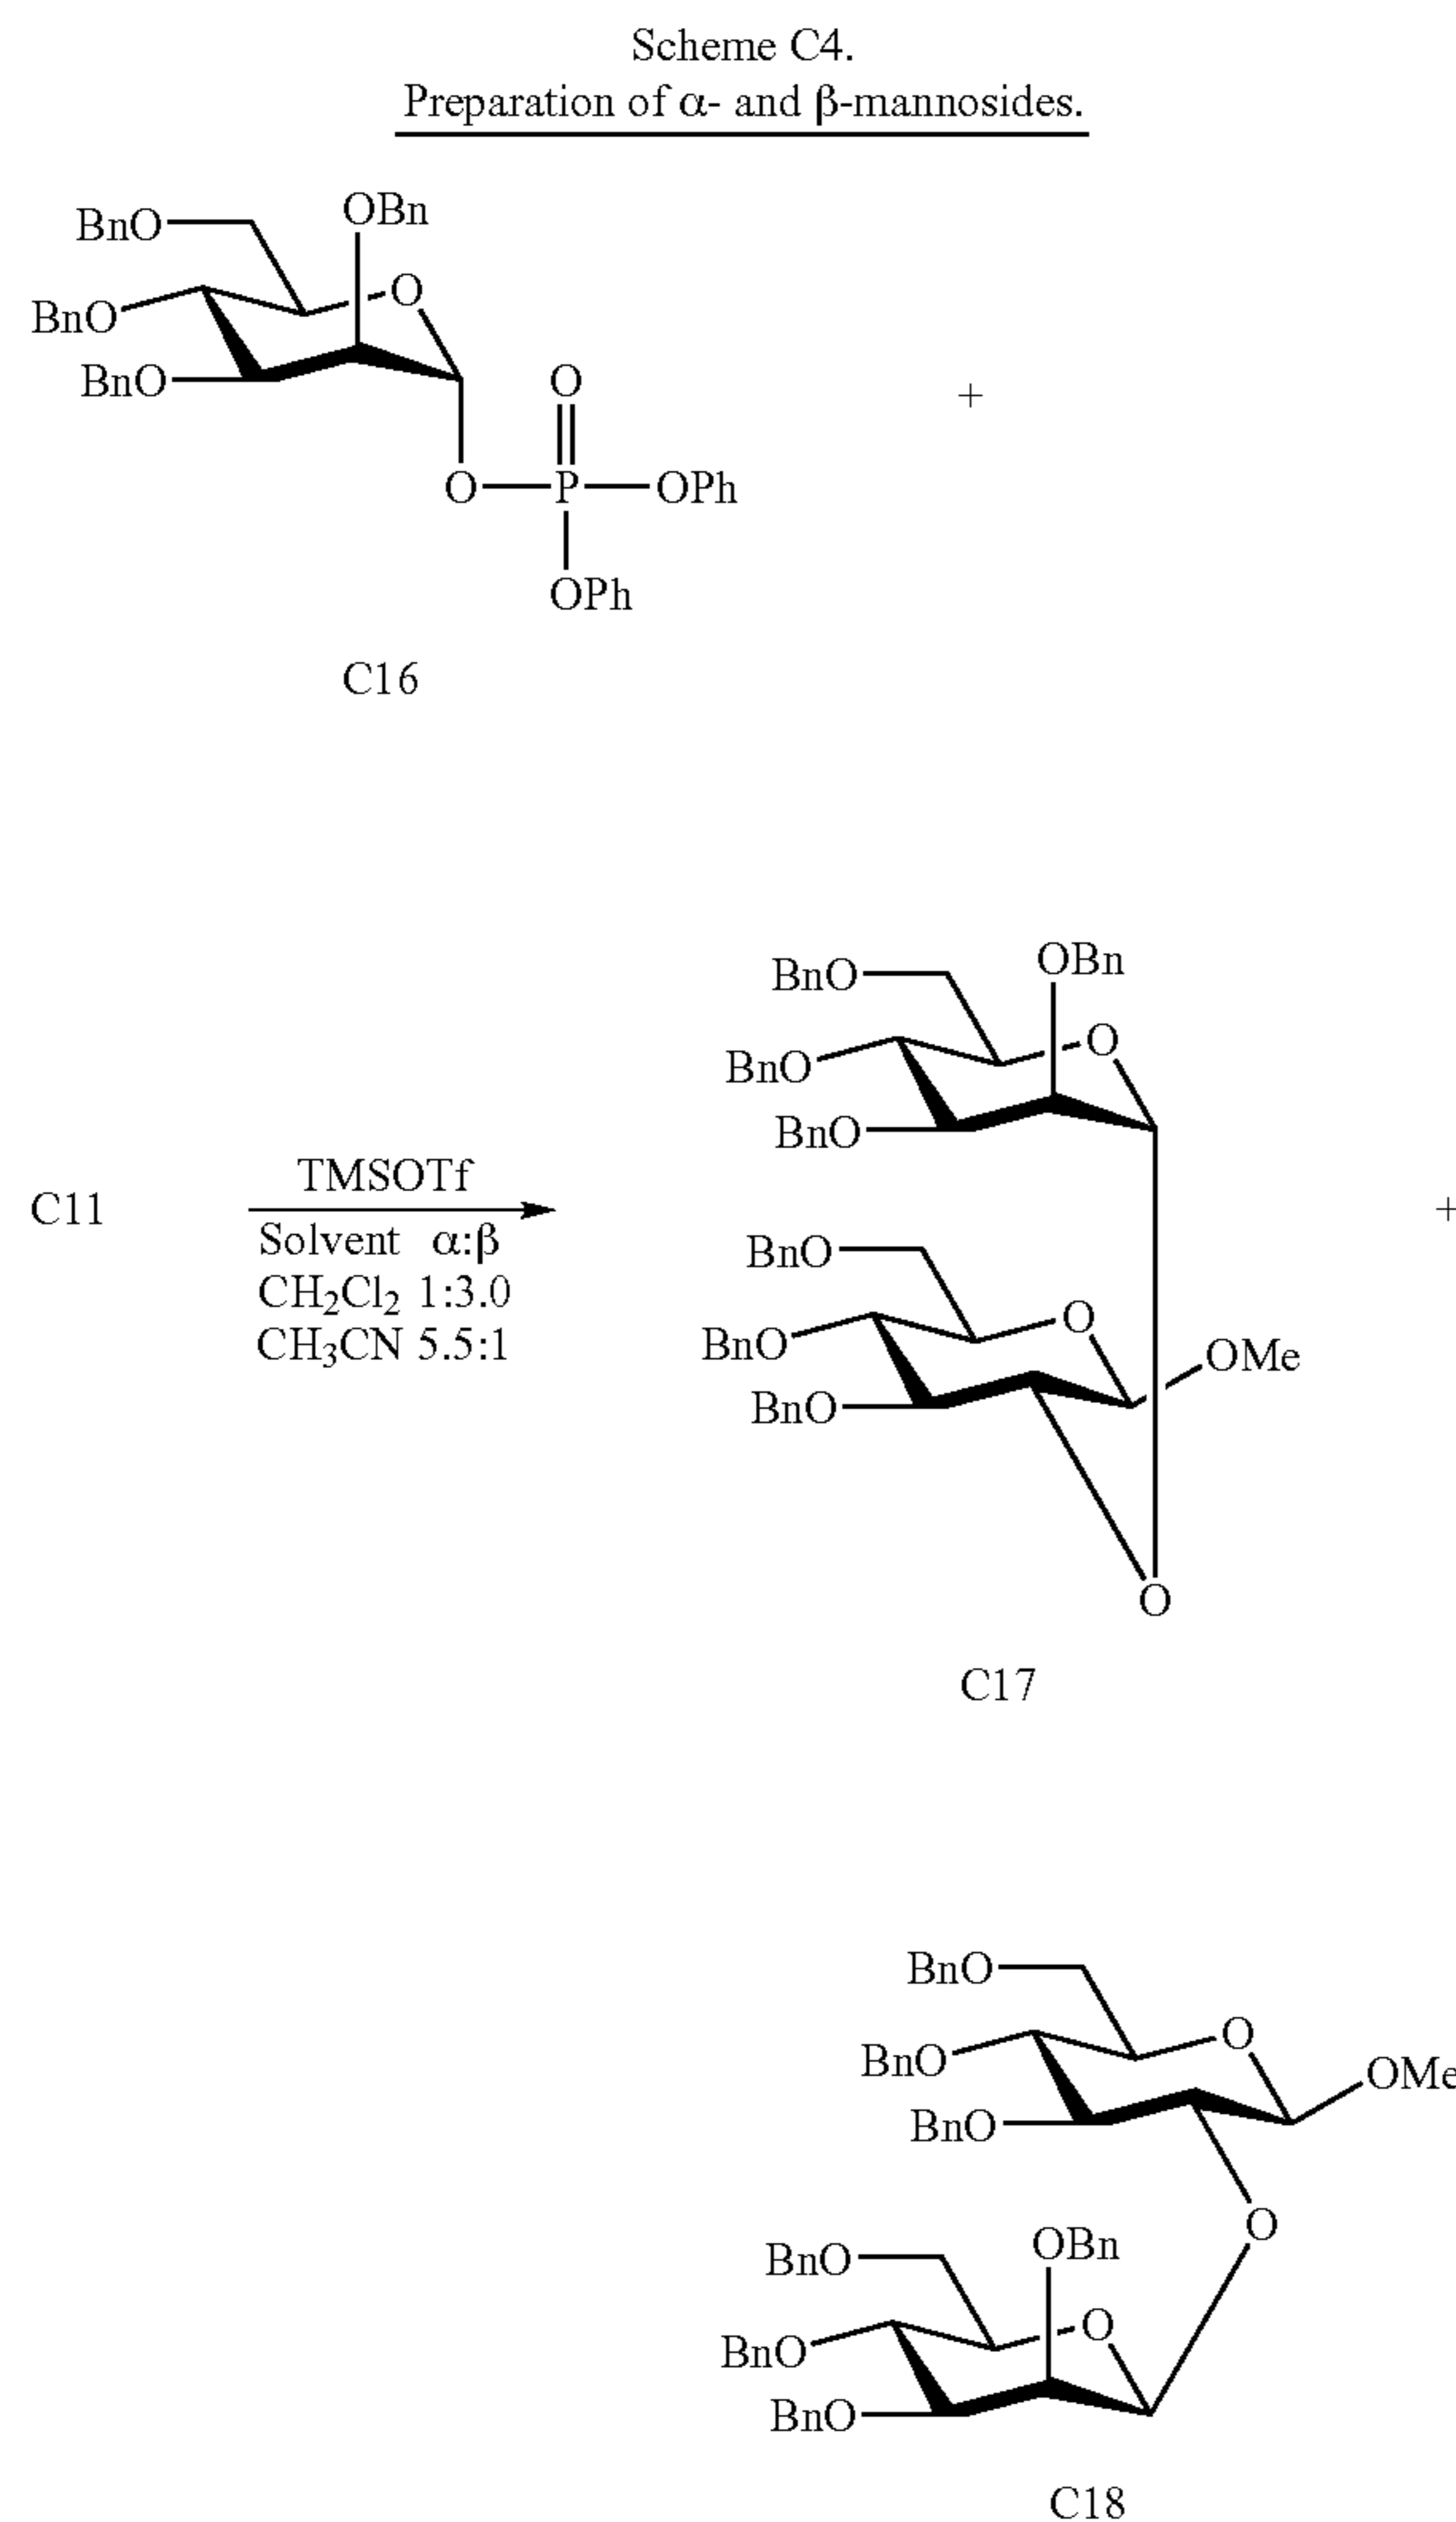 Scheme C4.
Preparation of α- and β-mannosides.
BnO OBn
O
BnO
BnO
O
O P OPh
OPh
+
C16
BnO OBn
O
BnO
BnO
C11
TMSOTf
Solvent α:β
CH₂Cl₂ 1:3.0
CH₃CN 5.5:1
+
BnO
O
BnO OMe
BnO
O
C17
BnO
O
BnO OMe
BnO
O
BnO OBn
O
BnO
BnO
C18